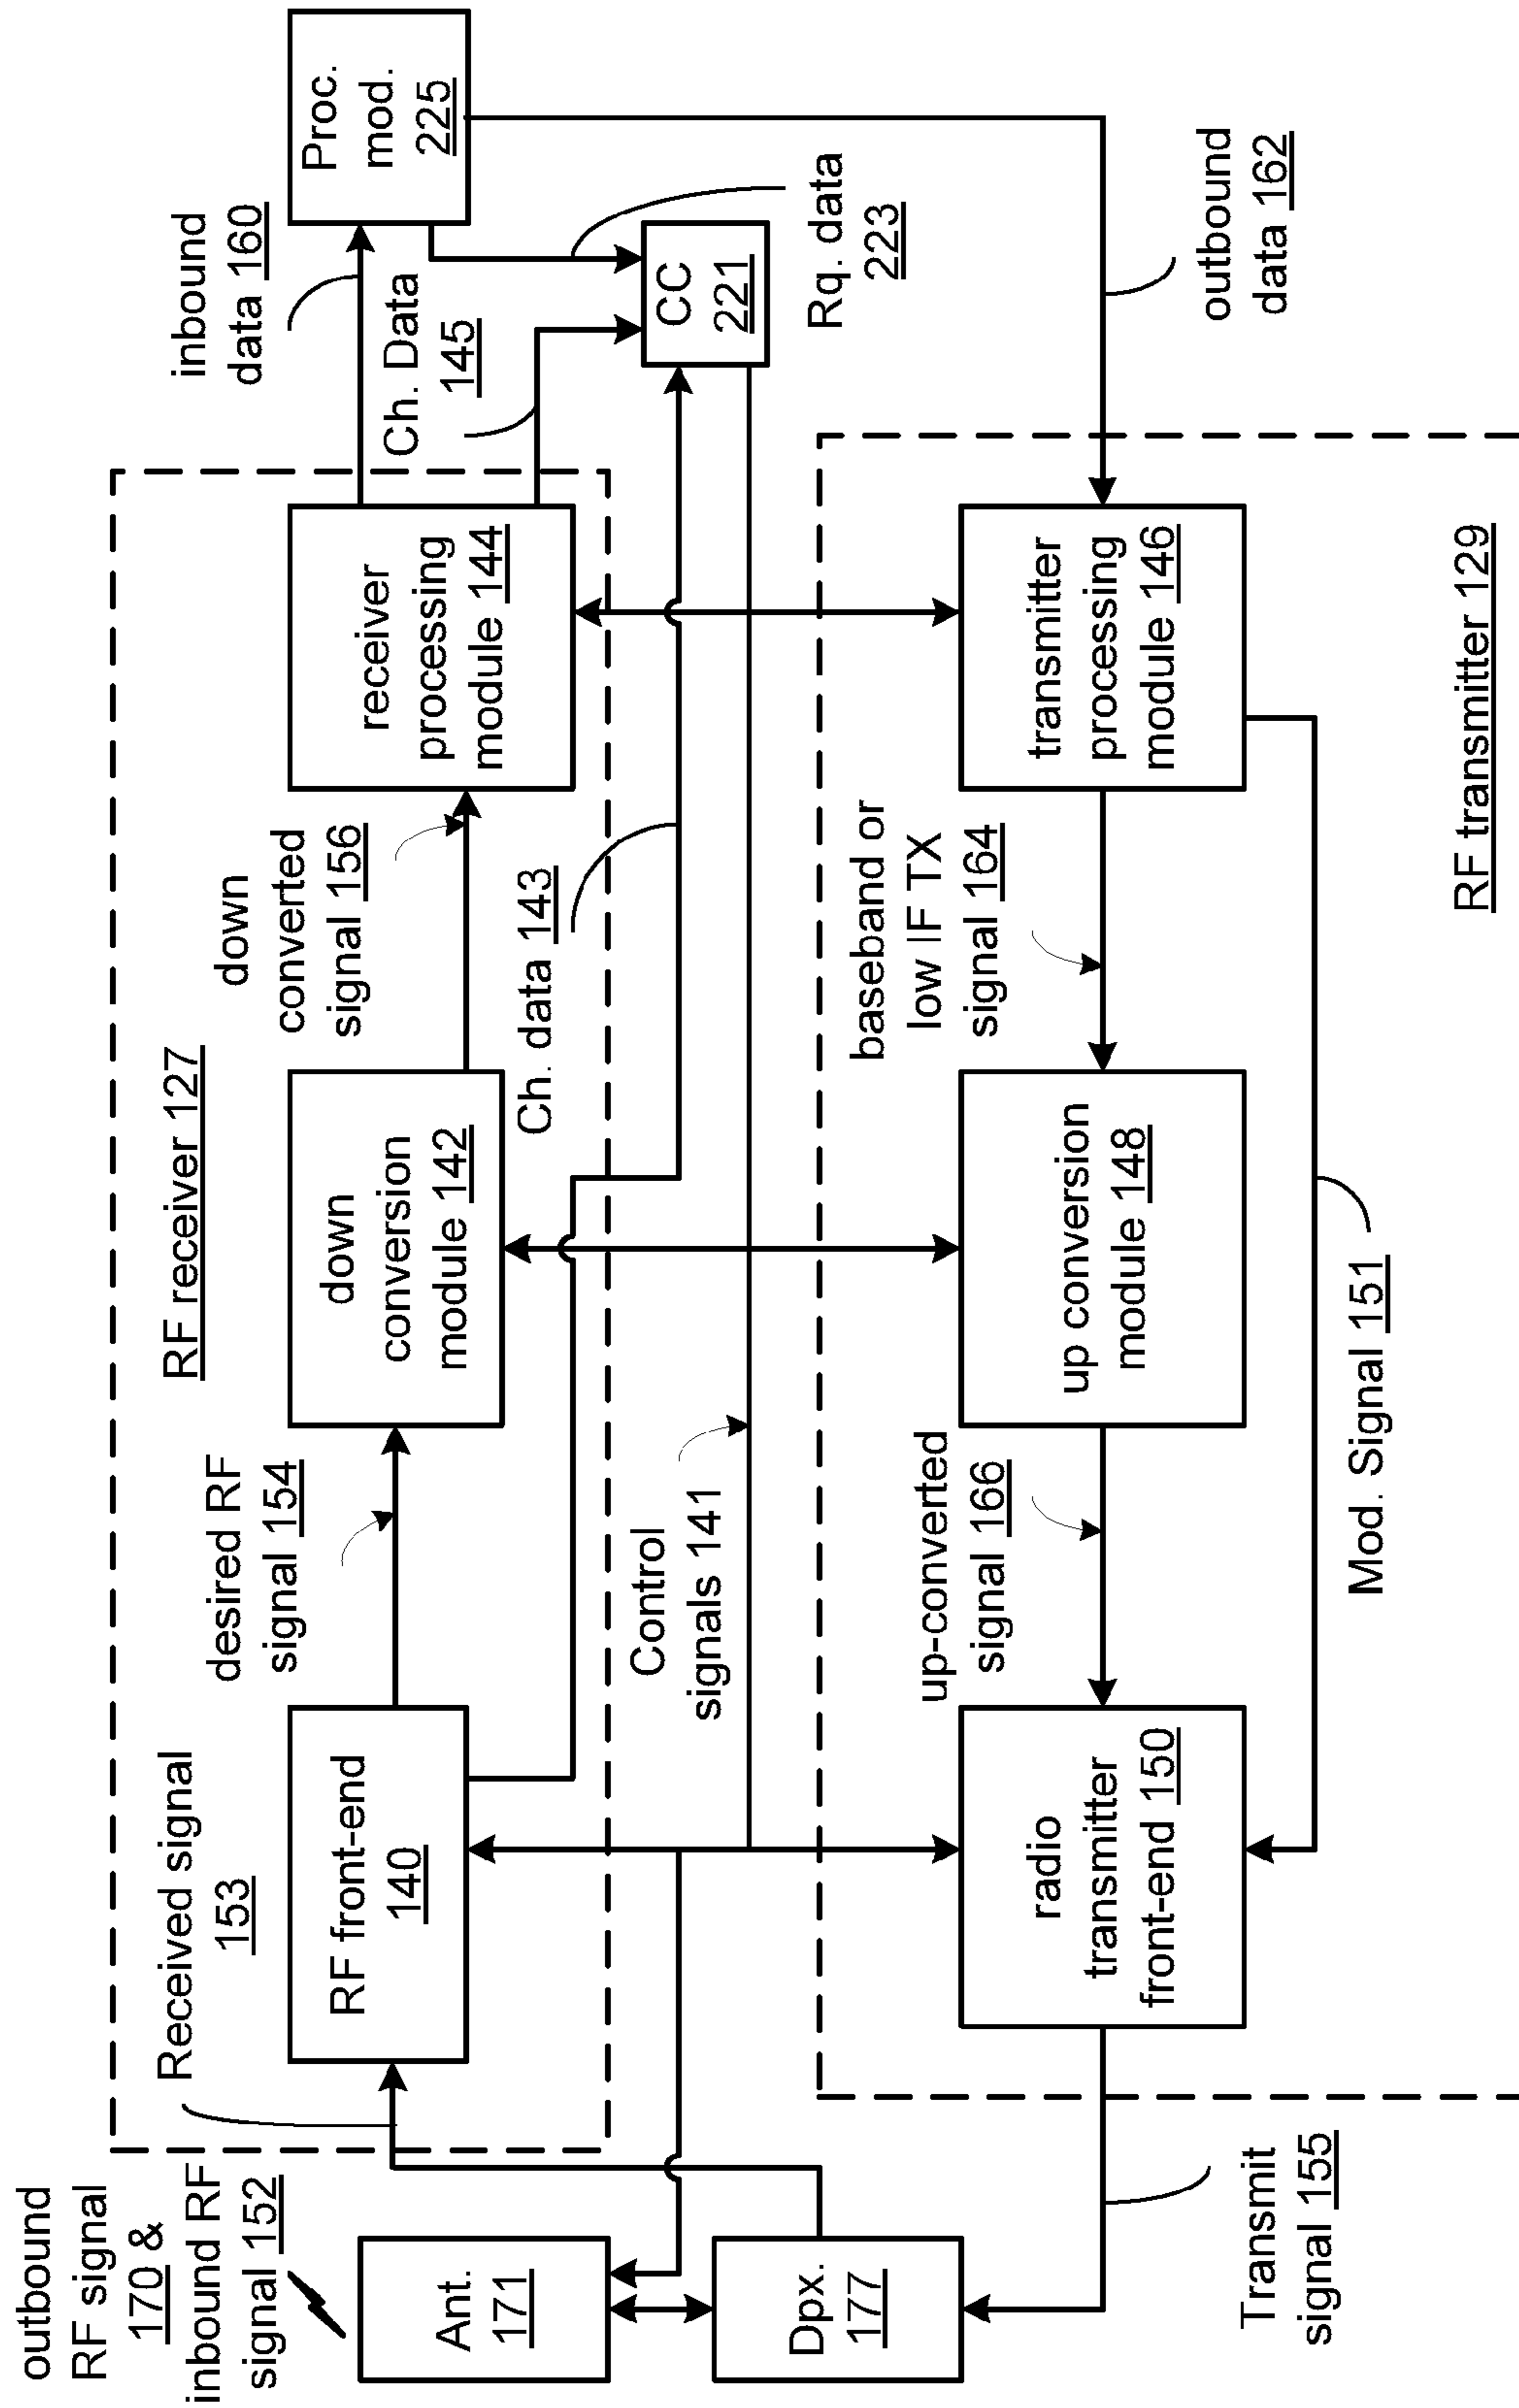 outbound
RF signal
170 &
inbound RF
signal 152
Received signal
153
RF receiver 127
desired RF
signal 154
down
converted
signal 156
inbound
data 160
Ant.
171
RF front-end
140
down
conversion
module 142
receiver
processing
module 144
Proc.
mod.
225
Ch. Data
145
Ch. data 143
Control
signals 141
CC
221
Rq. data
223
Dpx.
177
up-converted
signal 166
baseband or
low IF TX
signal 164
radio
transmitter
front-end 150
up conversion
module 148
transmitter
processing
module 146
outbound
data 162
Transmit
signal 155
Mod. Signal 151
RF transmitter 129